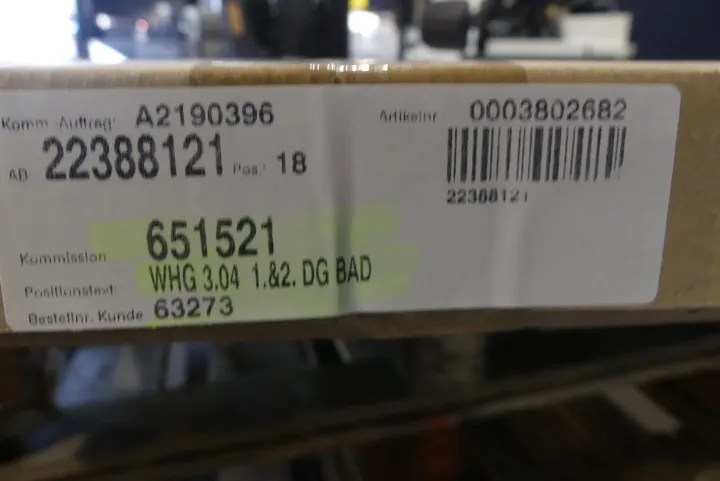 Komm.-Auftrag: A2190396
Artikelnr 0003802682
AB 22388121 Pos.: 18
22388121
Kommission 651521
Positionstext WHG 3.04 1.&2. DG BAD
Bestellnr. Kunde 63273